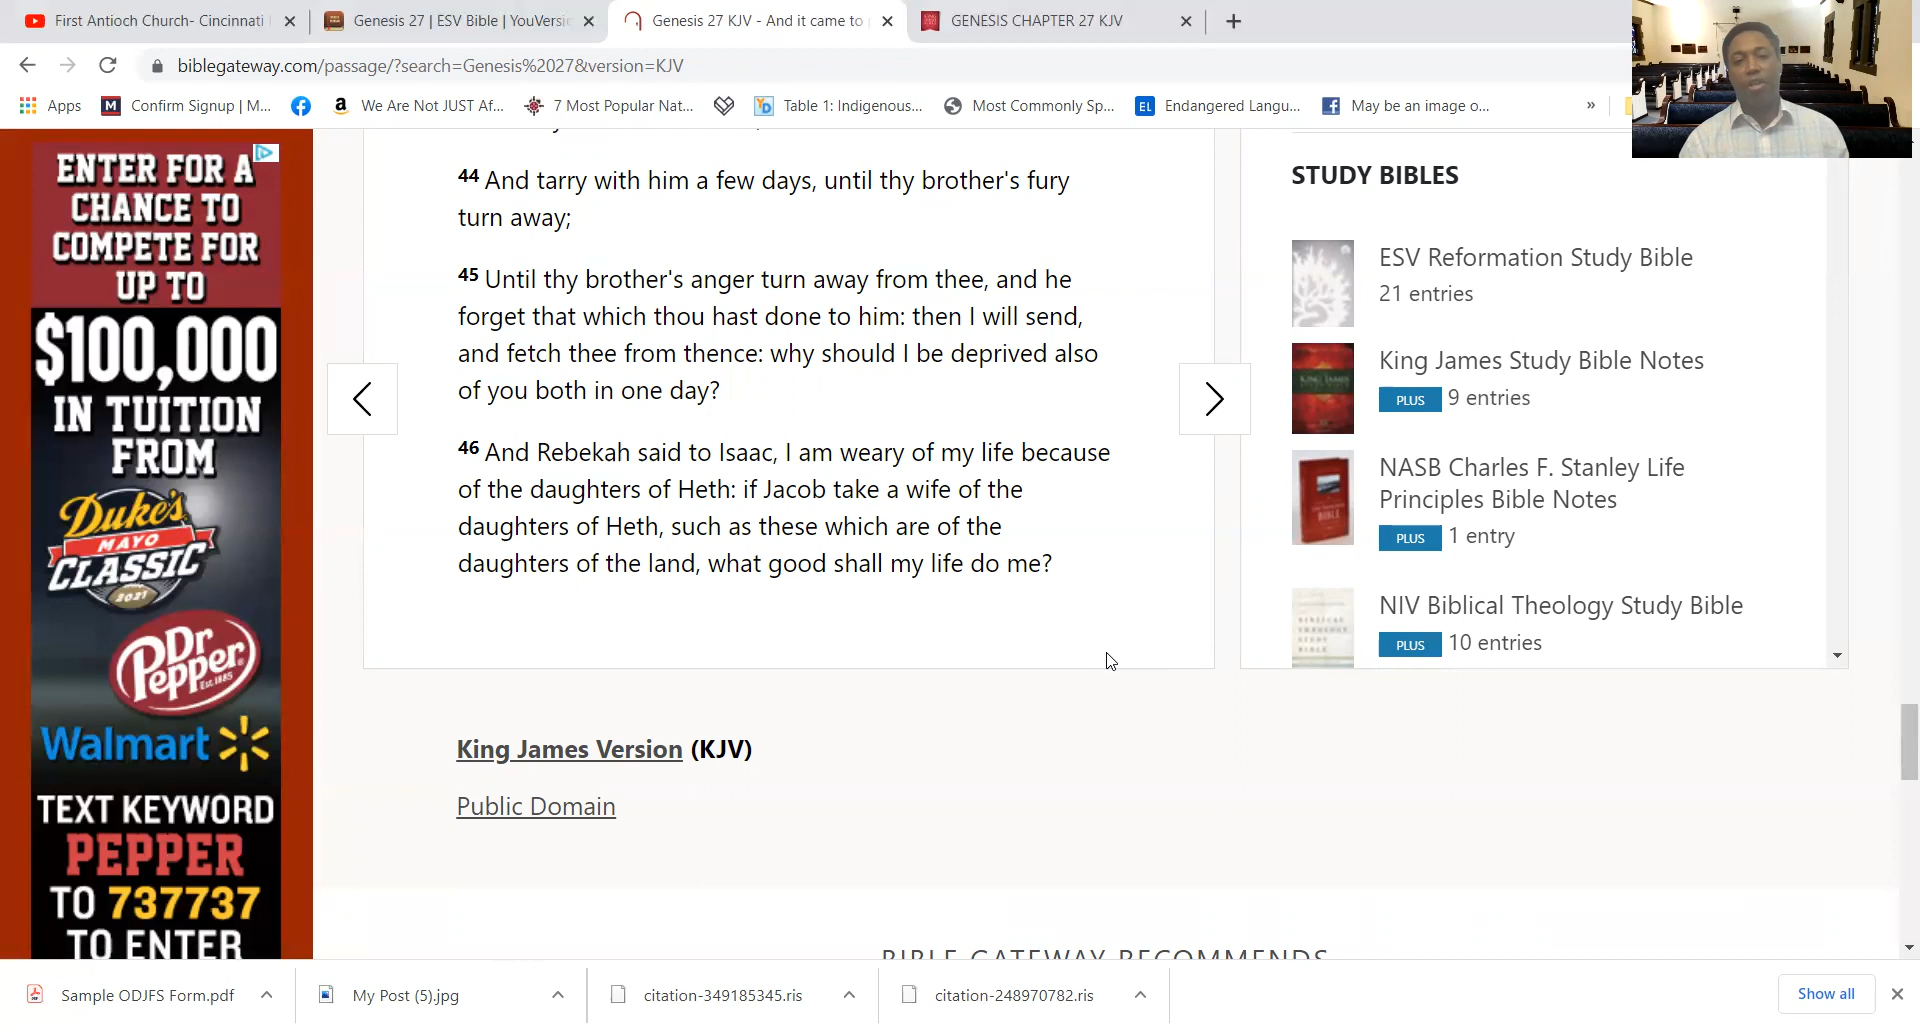 First Antioch Church- Cincinnati
Genesis 27 | ESV Bible | YouVersi
Genesis 27 KJV - And it came to
GENESIS CHAPTER 27 KJV
biblegateway.com/passage/?search=Genesis%2027&version=KJV
Apps
Confirm Signup | M...
We Are Not JUST Af...
7 Most Popular Nat...
Table 1: Indigenous...
Most Commonly Sp...
EL
Endangered Langu...
May be an image o...
»
ENTER FOR A
CHANCE TO
COMPETE FOR
UP TO
$100,000
IN TUITION
FROM
Duke's
MAYO
CLASSIC
2021
Dr
Pepper
EST. 1885
Walmart
TEXT KEYWORD
PEPPER
TO 737737
TO ENTER
44 And tarry with him a few days, until thy brother's fury
turn away;
45 Until thy brother's anger turn away from thee, and he
forget that which thou hast done to him: then I will send,
and fetch thee from thence: why should I be deprived also
of you both in one day?
46 And Rebekah said to Isaac, I am weary of my life because
of the daughters of Heth: if Jacob take a wife of the
daughters of Heth, such as these which are of the
daughters of the land, what good shall my life do me?
King James Version (KJV)
Public Domain
STUDY BIBLES
ESV Reformation Study Bible
21 entries
King James Study Bible Notes
PLUS 9 entries
NASB Charles F. Stanley Life
Principles Bible Notes
PLUS 1 entry
NIV Biblical Theology Study Bible
PLUS 10 entries
BIBLE GATEWAY RECOMMENDS
Sample ODJFS Form.pdf
My Post (5).jpg
citation-349185345.ris
citation-248970782.ris
Show all